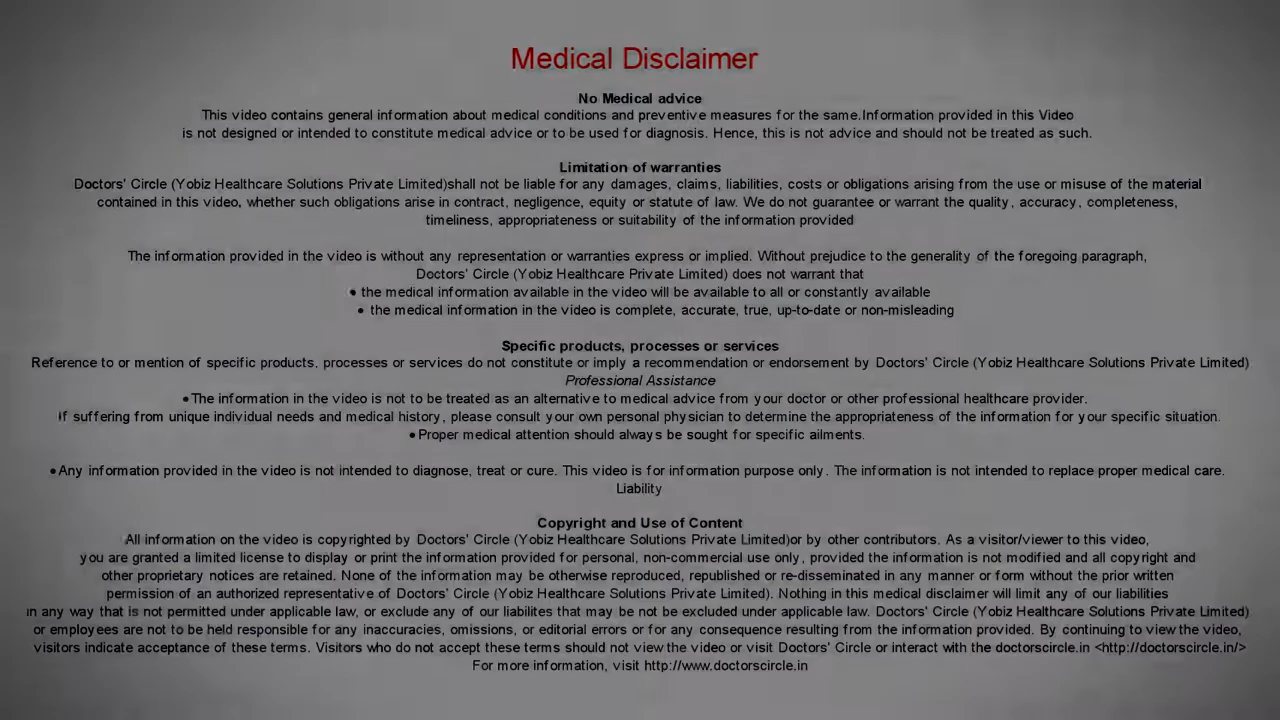 Medical Disclaimer
No Medical advice
This video contains general information about medical conditions and preventive measures for the same.Information provided in this Video
is not designed or intended to constitute medical advice or to be used for diagnosis. Hence, this is not advice and should not be treated as such.
Limitation of warranties
Doctors' Circle (Yobiz Healthcare Solutions Private Limited)shall not be liable for any damages, claims, liabilities, costs or obligations arising from the use or misuse of the material
contained in this video, whether such obligations arise in contract, negligence, equity or statute of law. We do not guarantee or warrant the quality, accuracy, completeness,
timeliness, appropriateness or suitability of the information provided
The information provided in the video is without any representation or warranties express or implied. Without prejudice to the generality of the foregoing paragraph,
Doctors' Circle (Yobiz Healthcare Private Limited) does not warrant that
• the medical information available in the video will be available to all or constantly available
• the medical information in the video is complete, accurate, true, up-to-date or non-misleading
Specific products, processes or services
Reference to or mention of specific products, processes or services do not constitute or imply a recommendation or endorsement by Doctors' Circle (Yobiz Healthcare Solutions Private Limited)
Professional Assistance
• The information in the video is not to be treated as an alternative to medical advice from your doctor or other professional healthcare provider.
If suffering from unique individual needs and medical history, please consult your own personal physician to determine the appropriateness of the information for your specific situation.
• Proper medical attention should always be sought for specific ailments.
• Any information provided in the video is not intended to diagnose, treat or cure. This video is for information purpose only. The information is not intended to replace proper medical care.
Liability
Copyright and Use of Content
All information on the video is copyrighted by Doctors' Circle (Yobiz Healthcare Solutions Private Limited)or by other contributors. As a visitor/viewer to this video,
you are granted a limited license to display or print the information provided for personal, non-commercial use only, provided the information is not modified and all copyright and
other proprietary notices are retained. None of the information may be otherwise reproduced, republished or re-disseminated in any manner or form without the prior written
permission of an authorized representative of Doctors' Circle (Yobiz Healthcare Solutions Private Limited). Nothing in this medical disclaimer will limit any of our liabilities
in any way that is not permitted under applicable law, or exclude any of our liabilites that may be not be excluded under applicable law. Doctors' Circle (Yobiz Healthcare Solutions Private Limited)
or employees are not to be held responsible for any inaccuracies, omissions, or editorial errors or for any consequence resulting from the information provided. By continuing to view the video,
visitors indicate acceptance of these terms. Visitors who do not accept these terms should not view the video or visit Doctors' Circle or interact with the doctorscircle.in <http://doctorscircle.in/>
For more information, visit http://www.doctorscircle.in